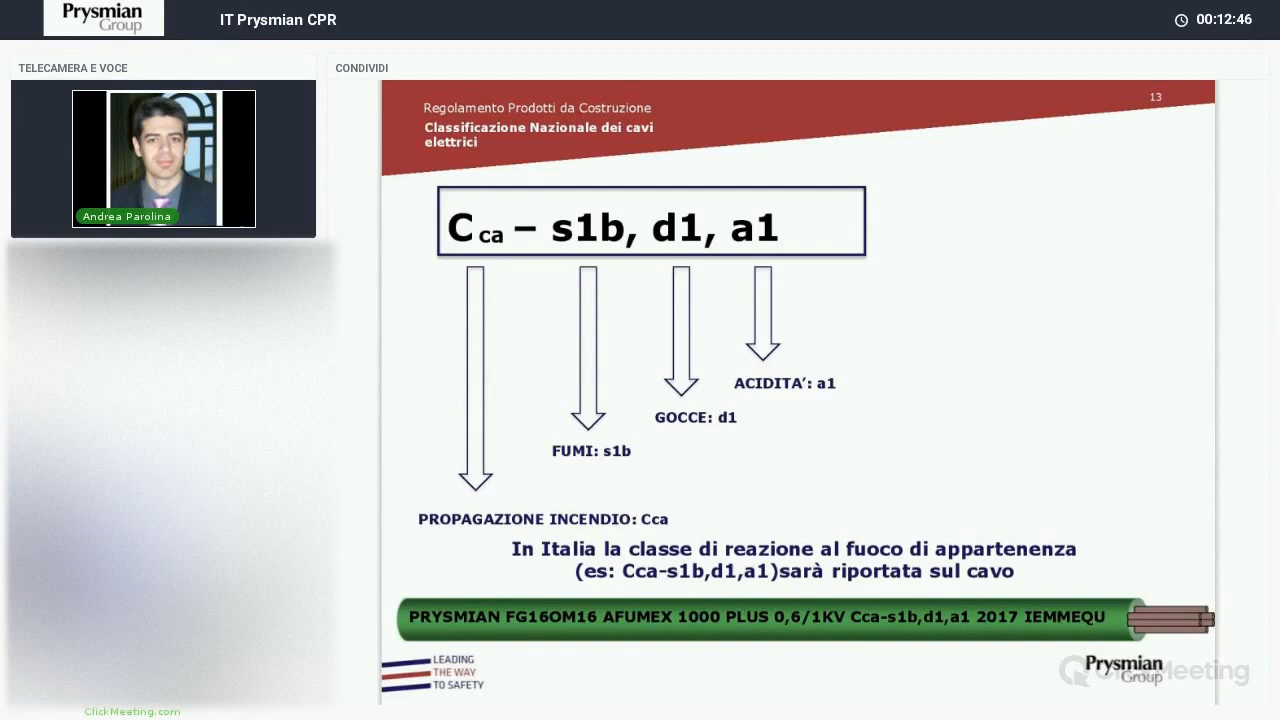 Prysmian
Group
IT Prysmian CPR
00:12:46
TELECAMERA E VOCE
CONDIVIDI
Andrea Parolina
13
Regolamento Prodotti da Costruzione
Classificazione Nazionale dei cavi
elettrici
Cca – s1b, d1, a1
ACIDITA’: a1
GOCCE: d1
FUMI: s1b
PROPAGAZIONE INCENDIO: Cca
In Italia la classe di reazione al fuoco di appartenenza
(es: Cca-s1b,d1,a1)sarà riportata sul cavo
PRYSMIAN FG16OM16 AFUMEX 1000 PLUS 0,6/1KV Cca-s1b,d1,a1 2017 IEMMEQU
LEADING
THE WAY
TO SAFETY
Prysmian
Group
ClickMeeting
ClickMeeting.com